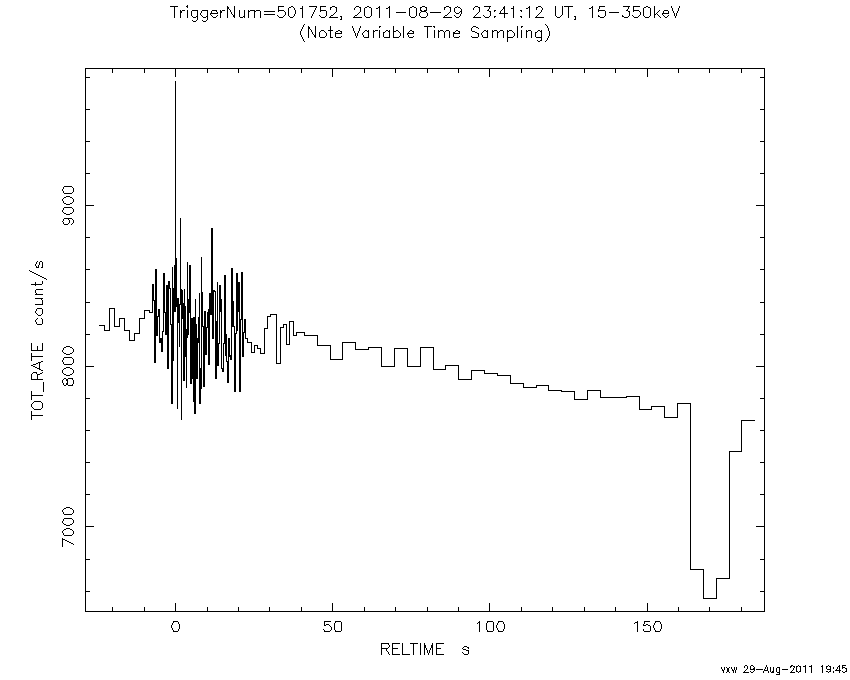 TriggerNum=501752, 2011-08-29 23:41:12 UT, 15-350keV
(Note Variable Time Sampling)
TOT_RATE count/s
9000
8000
7000
0 50 100 150
RELTIME s
vxw 29-Aug-2011 19:45